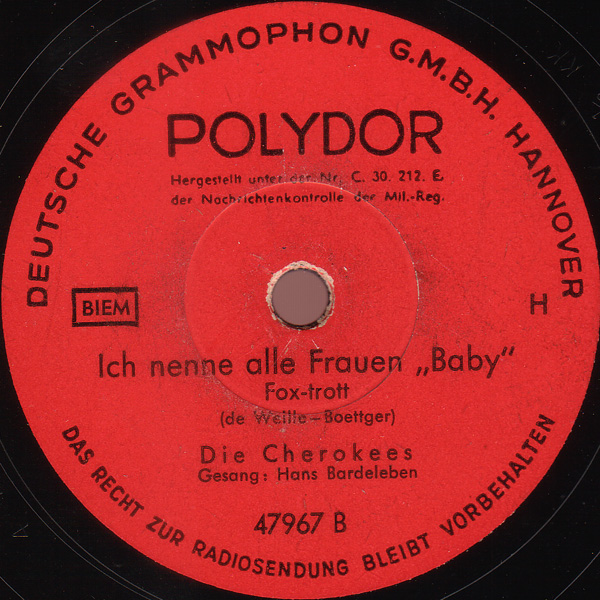 DEUTSCHE GRAMMOPHON G.M.B.H. HANNOVER
POLYDOR
Hergestellt unter der Nr. C. 30. 212. E.
der Nachrichtenkontrolle der Mil.-Reg.
BIEM
H
Ich nenne alle Frauen „Baby“
Fox-trott
(de Weille–Boettger)
Die Cherokees
Gesang: Hans Bardeleben
47967 B
DAS RECHT ZUR RADIOSENDUNG BLEIBT VORBEHALTEN